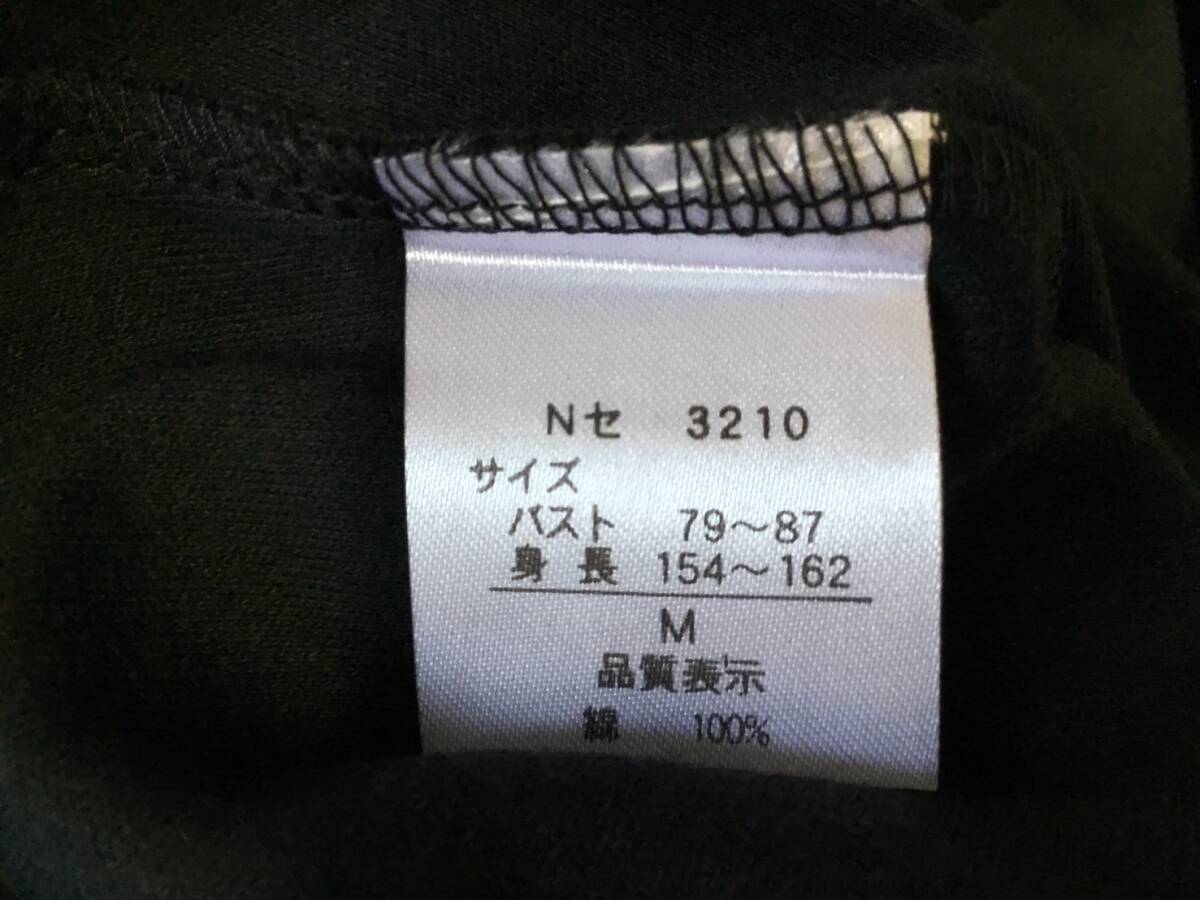 Nセ 3210
サイズ
バスト 79～87
身長 154～162
M
品質表示
綿 100%